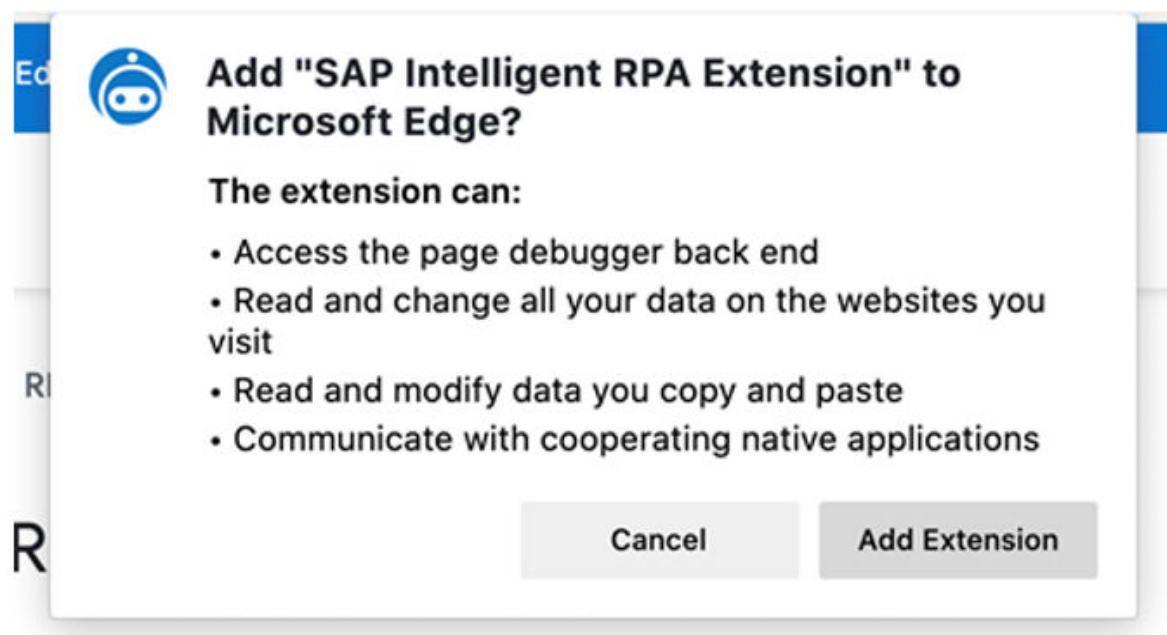 Ed
Add "SAP Intelligent RPA Extension" to
Microsoft Edge?
The extension can:
• Access the page debugger back end
• Read and change all your data on the websites you
visit
• Read and modify data you copy and paste
• Communicate with cooperating native applications
Cancel
Add Extension